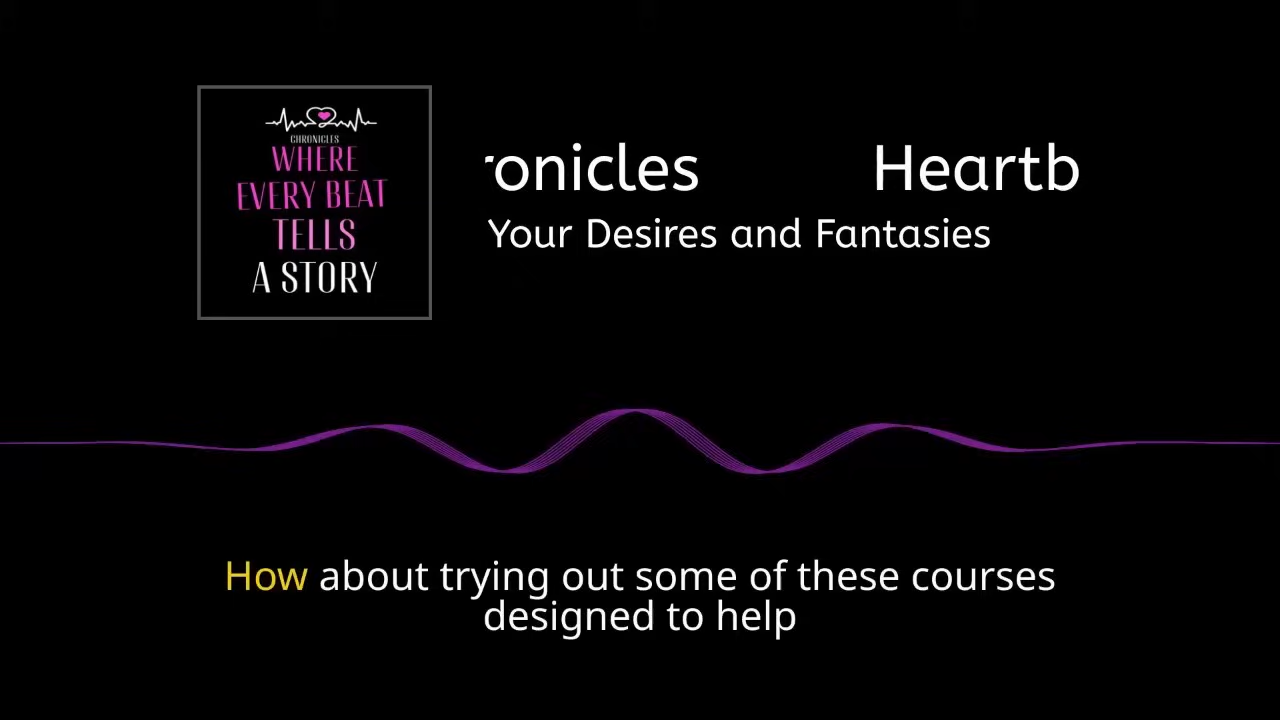 CHRONICLES
WHERE
EVERY BEAT
TELLS
A STORY
ronicles Heartb
Your Desires and Fantasies
How about trying out some of these courses
designed to help